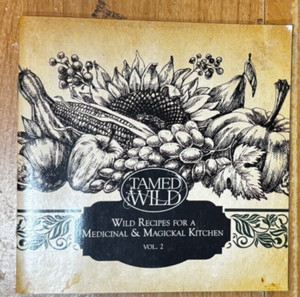 TAMED
WILD
WILD RECIPES FOR A
MEDICINAL & MAGICKAL KITCHEN
VOL. 2